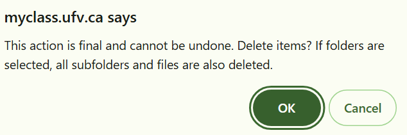 myclass.ufv.ca says
This action is final and cannot be undone. Delete items? If folders are
selected, all subfolders and files are also deleted.
OK
Cancel